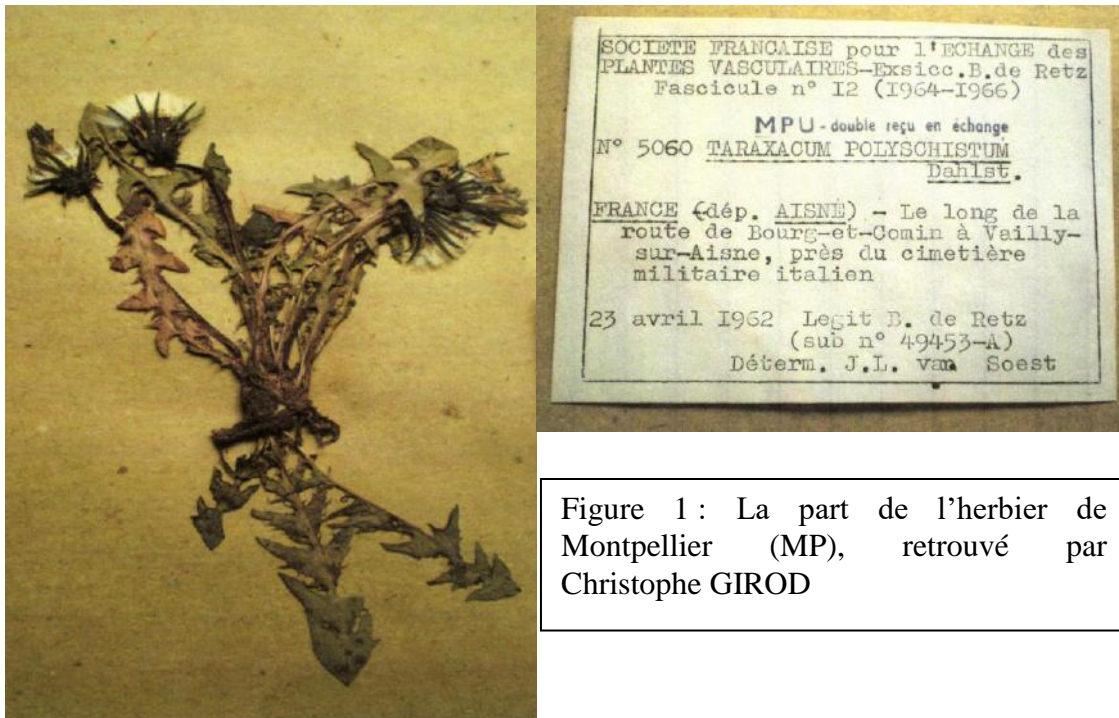 SOCIETE FRANCAISE pour l'ECHANGE des
PLANTES VASCULAIRES-Exsicc.B.de Retz
Fascicule n° I2 (I964-I966)
MPU - double reçu en échange
N° 5060 TARAXACUM POLYSCHISTUM
Dahlst.
FRANCE (dép. AISNE) - Le long de la
route de Bourg-et-Comin à Vailly-
sur-Aisne, près du cimetière
militaire italien
23 avril I962 Legit B. de Retz
(sub n° 49453-A)
Déterm. J.L. van Soest
Figure 1 : La part de l'herbier de
Montpellier (MP), retrouvé par
Christophe GIROD